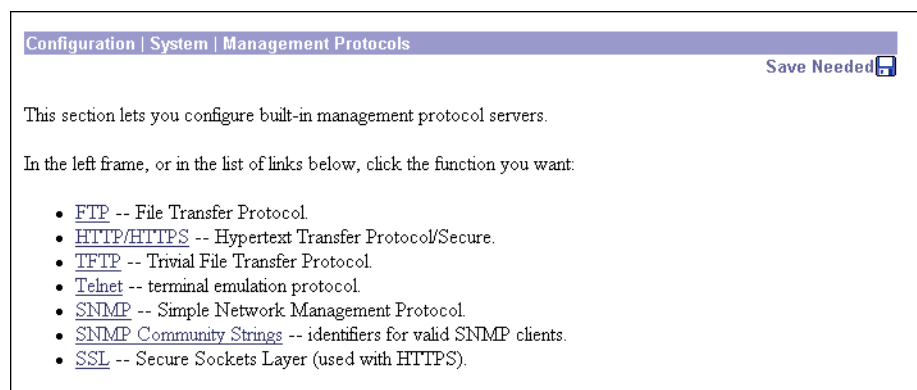 Configuration | System | Management Protocols
Save Needed
This section lets you configure built-in management protocol servers.
In the left frame, or in the list of links below, click the function you want:
• FTP -- File Transfer Protocol.
• HTTP/HTTPS -- Hypertext Transfer Protocol/Secure.
• TFTP -- Trivial File Transfer Protocol.
• Telnet -- terminal emulation protocol.
• SNMP -- Simple Network Management Protocol.
• SNMP Community Strings -- identifiers for valid SNMP clients.
• SSL -- Secure Sockets Layer (used with HTTPS).